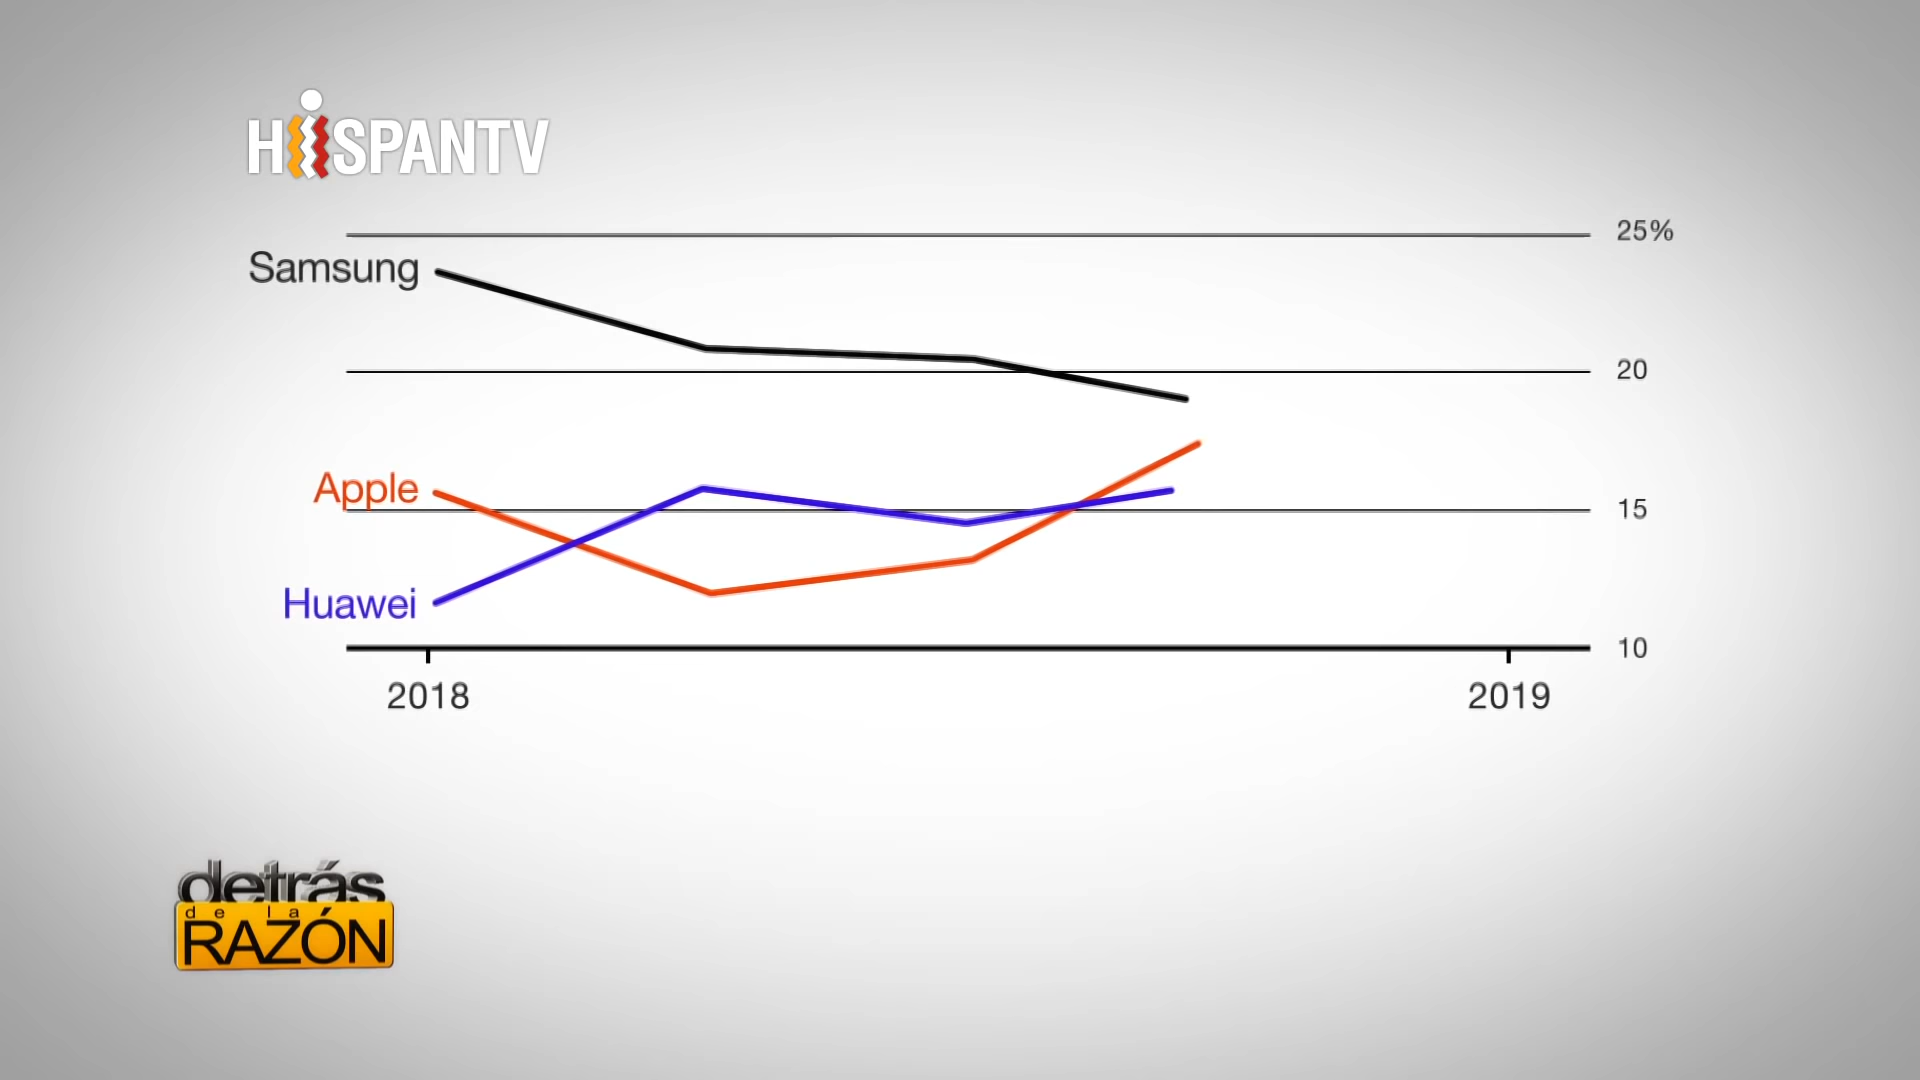 HISPANTV
25%
Samsung
20
Apple
15
Huawei
10
2018 2019
detrás
de la
RAZÓN